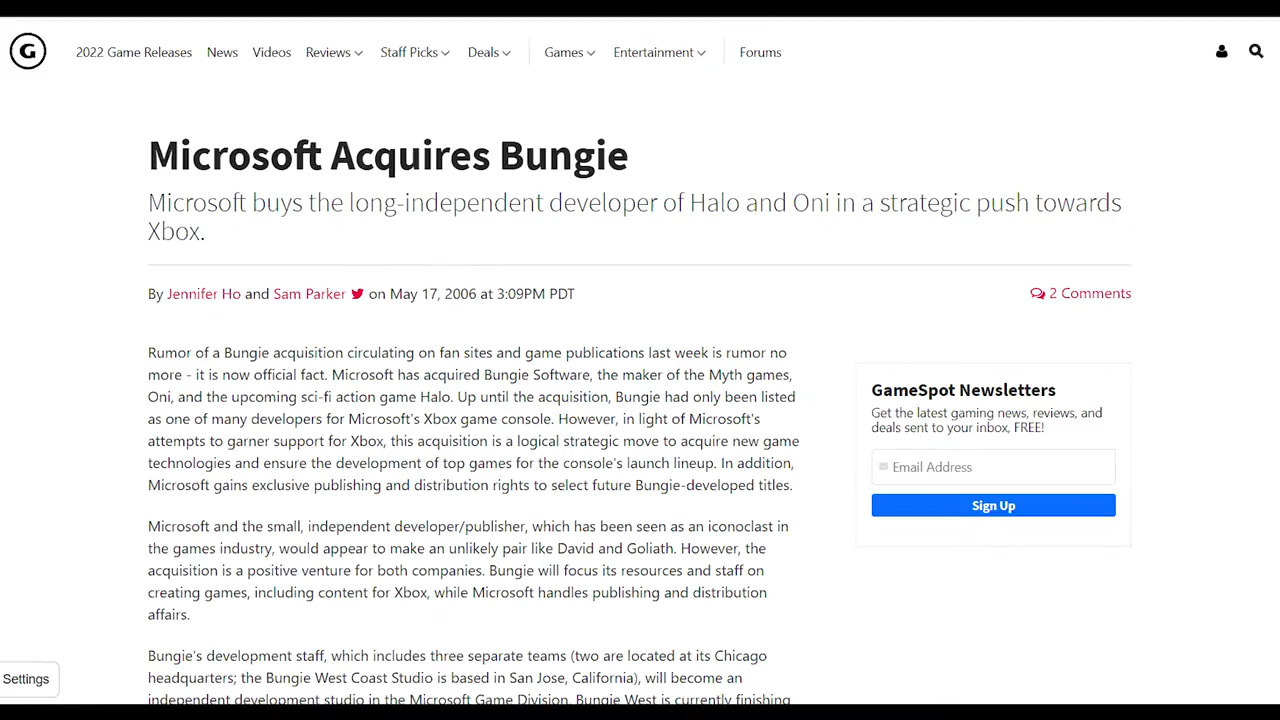 G
2022 Game Releases News Videos Reviews Staff Picks Deals Games Entertainment Forums
Microsoft Acquires Bungie
Microsoft buys the long-independent developer of Halo and Oni in a strategic push towards
Xbox.
By Jennifer Ho and Sam Parker on May 17, 2006 at 3:09PM PDT
2 Comments
Rumor of a Bungie acquisition circulating on fan sites and game publications last week is rumor no
more - it is now official fact. Microsoft has acquired Bungie Software, the maker of the Myth games,
Oni, and the upcoming sci-fi action game Halo. Up until the acquisition, Bungie had only been listed
as one of many developers for Microsoft's Xbox game console. However, in light of Microsoft's
attempts to garner support for Xbox, this acquisition is a logical strategic move to acquire new game
technologies and ensure the development of top games for the console's launch lineup. In addition,
Microsoft gains exclusive publishing and distribution rights to select future Bungie-developed titles.
Microsoft and the small, independent developer/publisher, which has been seen as an iconoclast in
the games industry, would appear to make an unlikely pair like David and Goliath. However, the
acquisition is a positive venture for both companies. Bungie will focus its resources and staff on
creating games, including content for Xbox, while Microsoft handles publishing and distribution
affairs.
Bungie's development staff, which includes three separate teams (two are located at its Chicago
headquarters; the Bungie West Coast Studio is based in San Jose, California), will become an
independent development studio in the Microsoft Game Division. Bungie West is currently finishing
GameSpot Newsletters
Get the latest gaming news, reviews, and
deals sent to your inbox, FREE!
Email Address
Sign Up
Settings